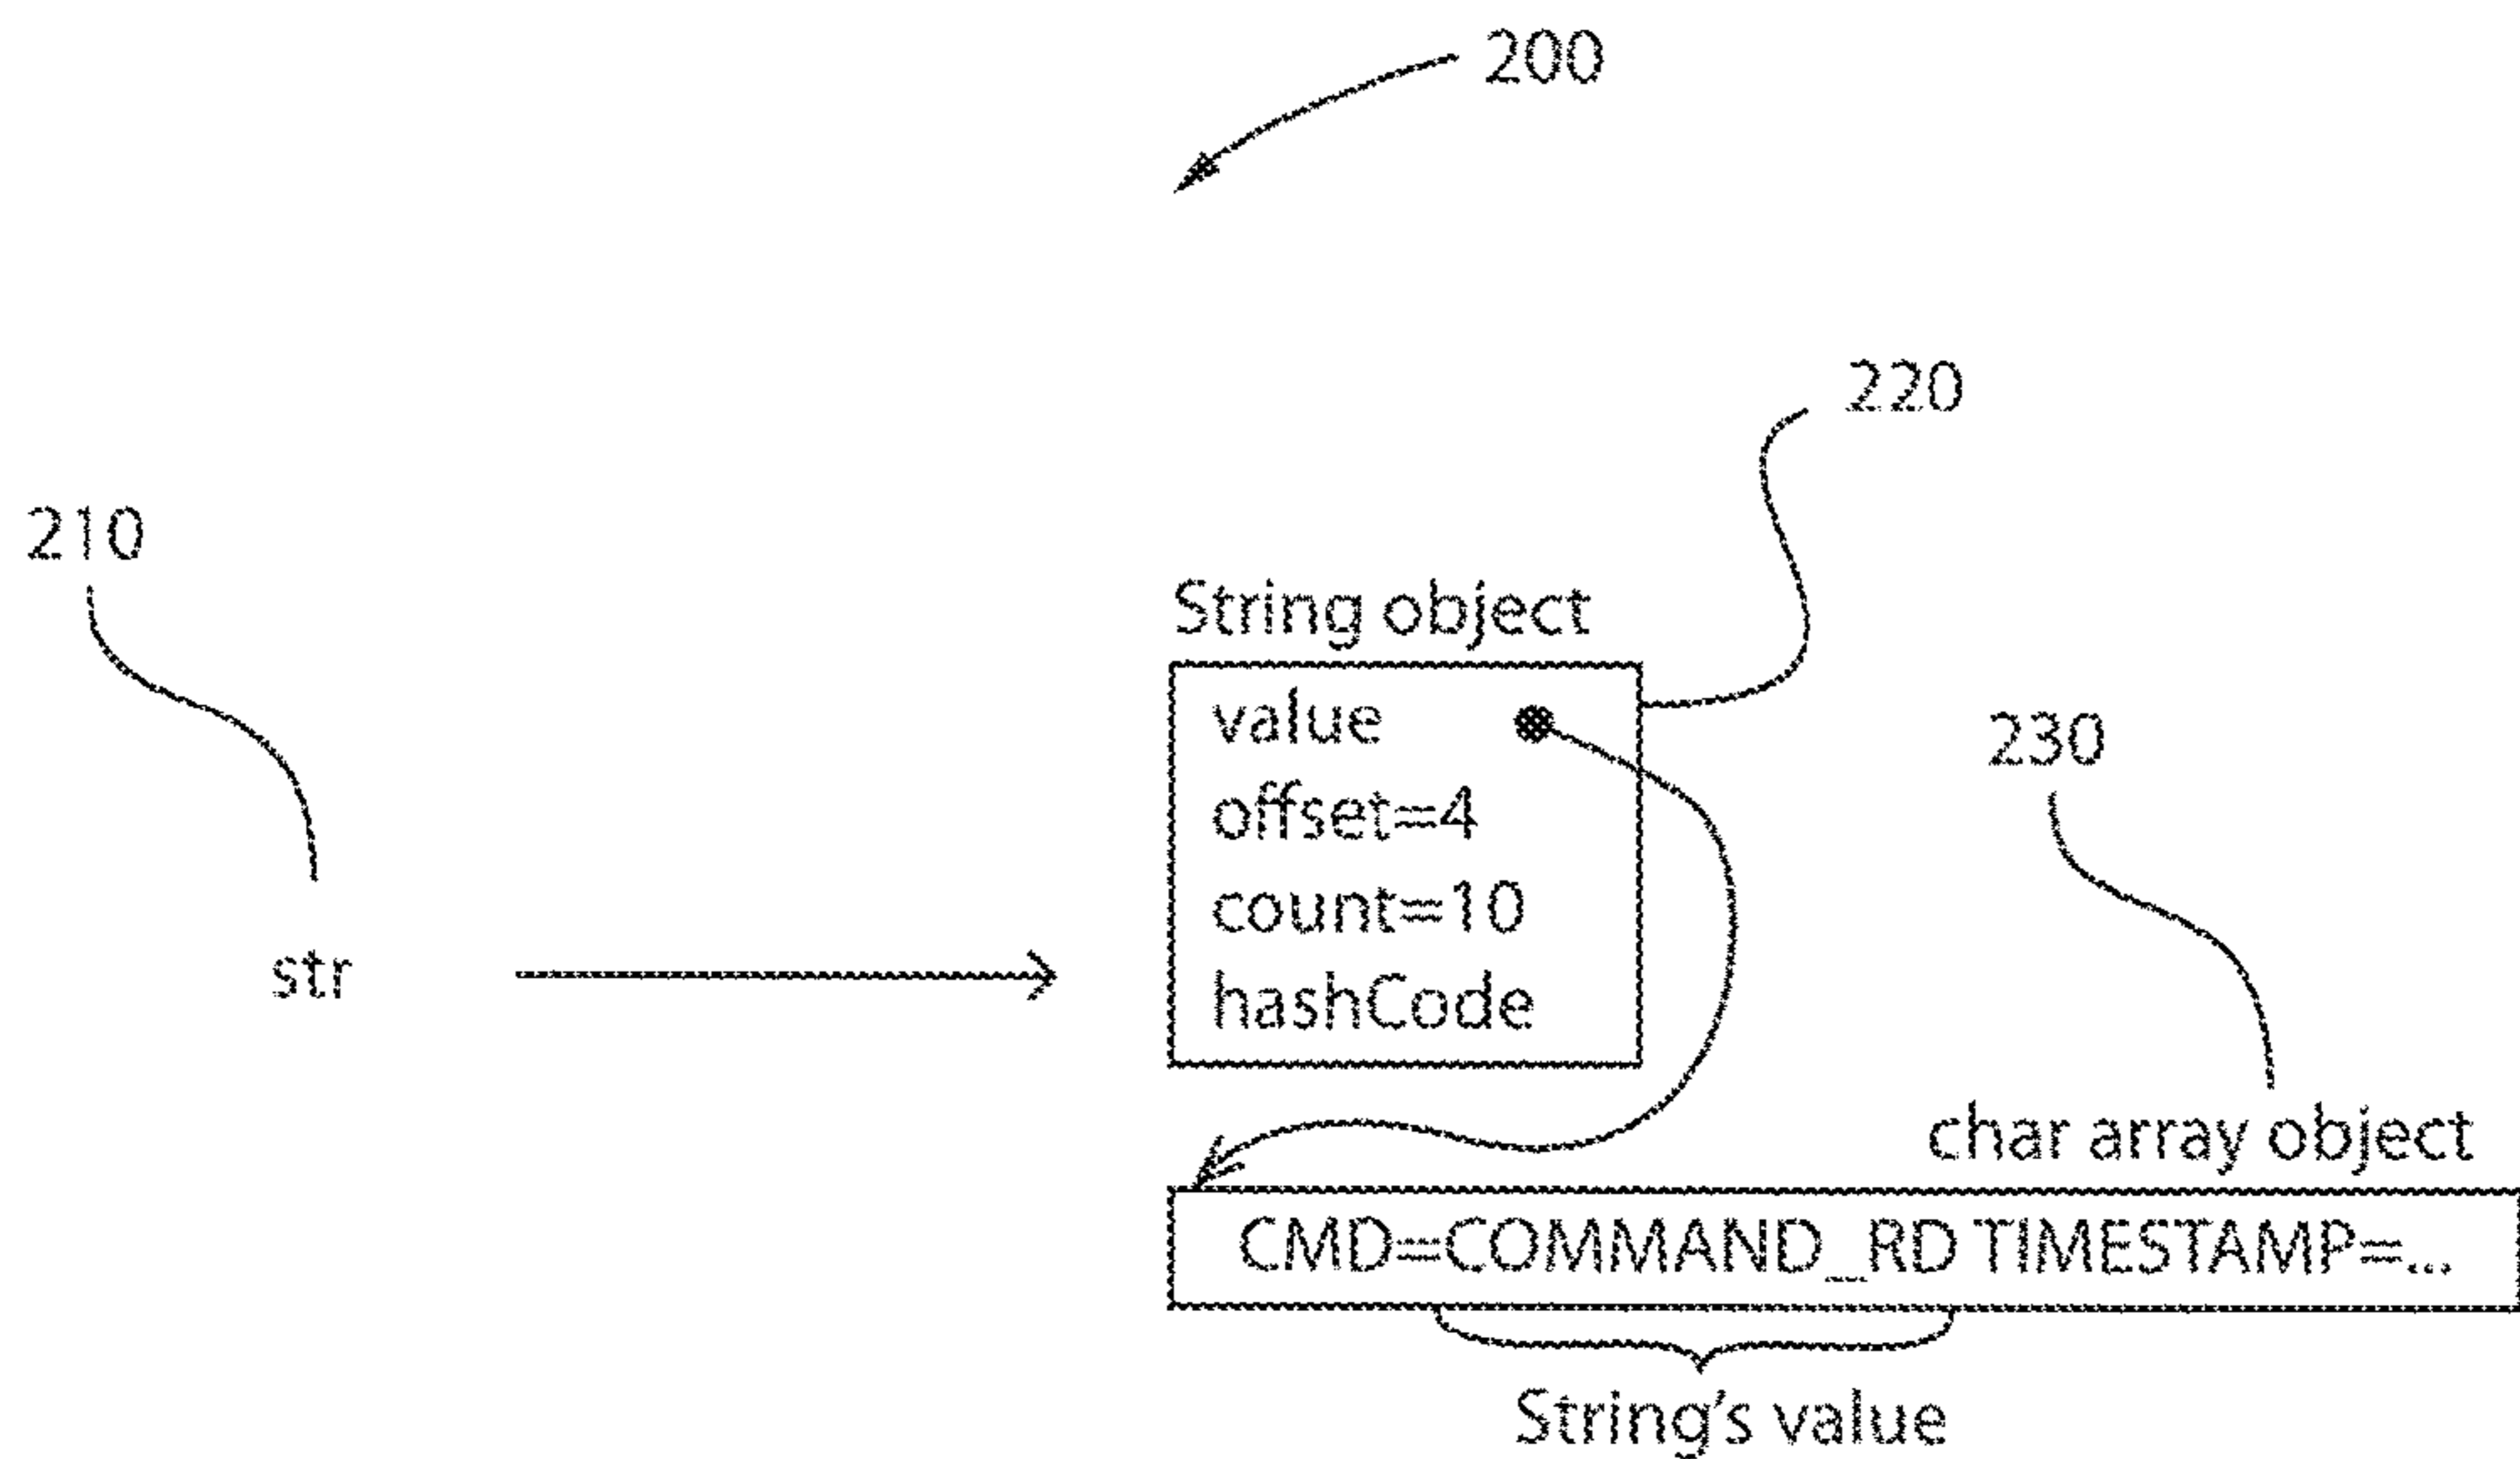 200
220
210
String object
value
230
offset=4
count=10
str
hashCode
char array object
CMD=COMMAND_RD TIMESTAMP=...
String's value